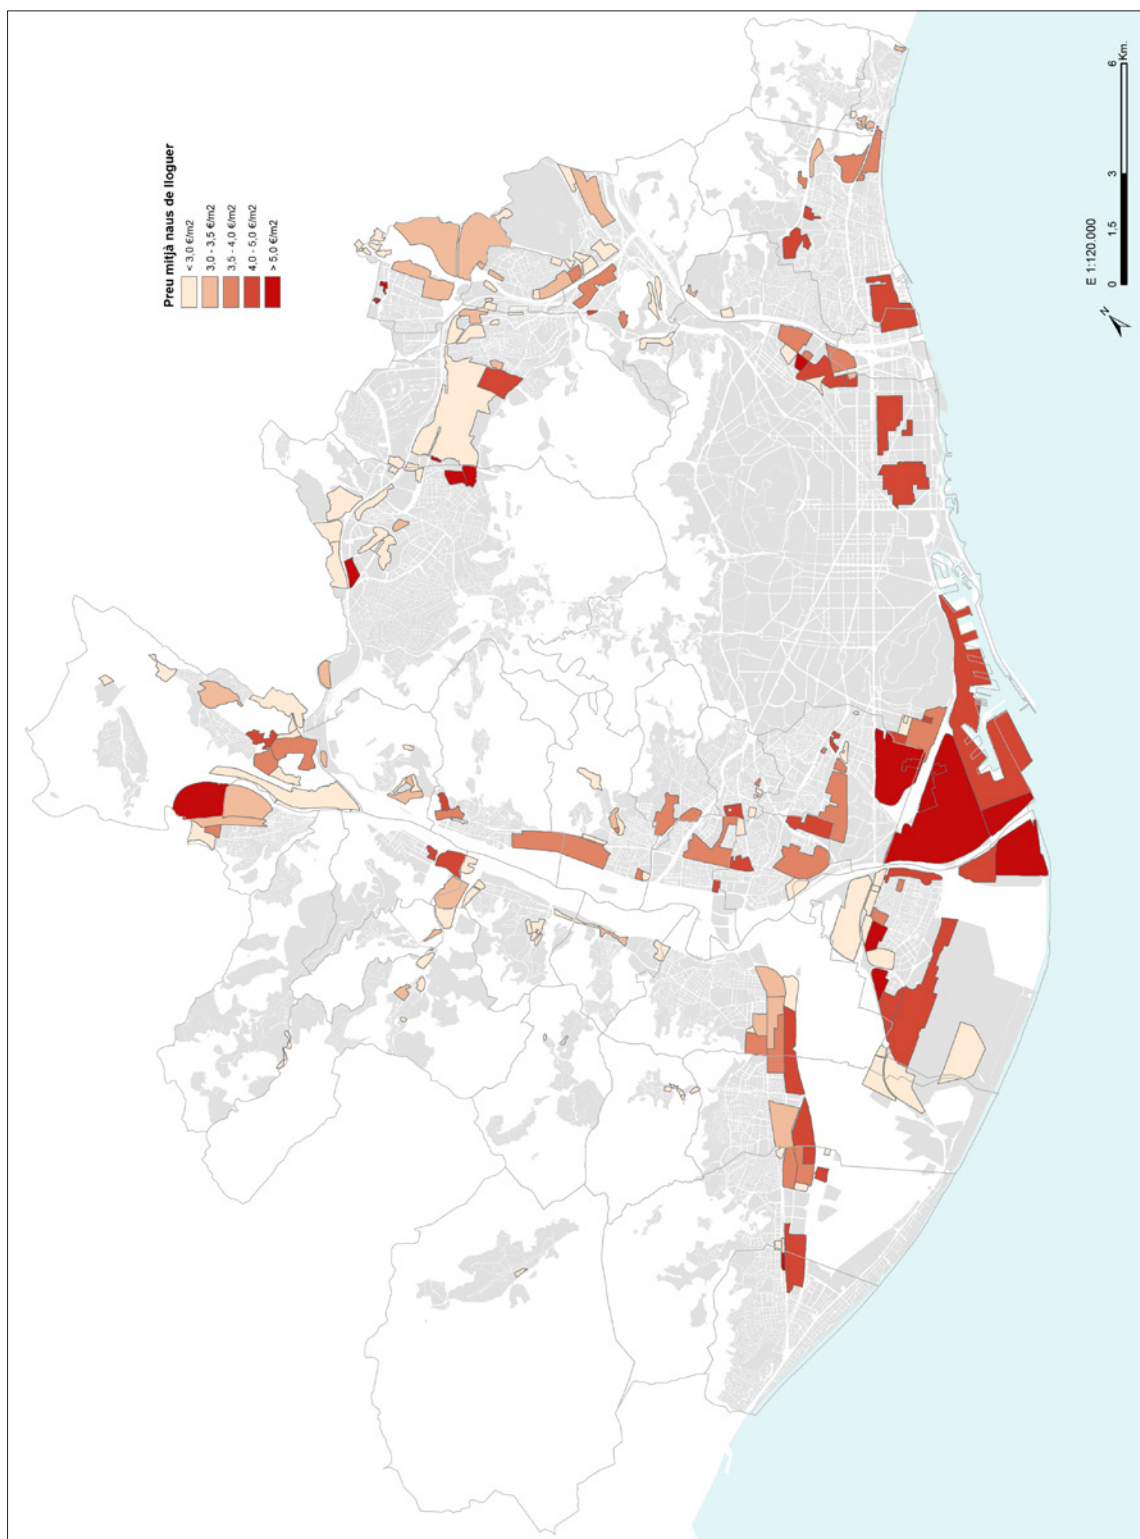 Preu mitjà naus de lloguer
< 3,0 €/m2
3,0 - 3,5 €/m2
3,5 - 4,0 €/m2
4,0 - 5,0 €/m2
> 5,0 €/m2
N
E 1:120.000
0 1,5 3 6
Km.